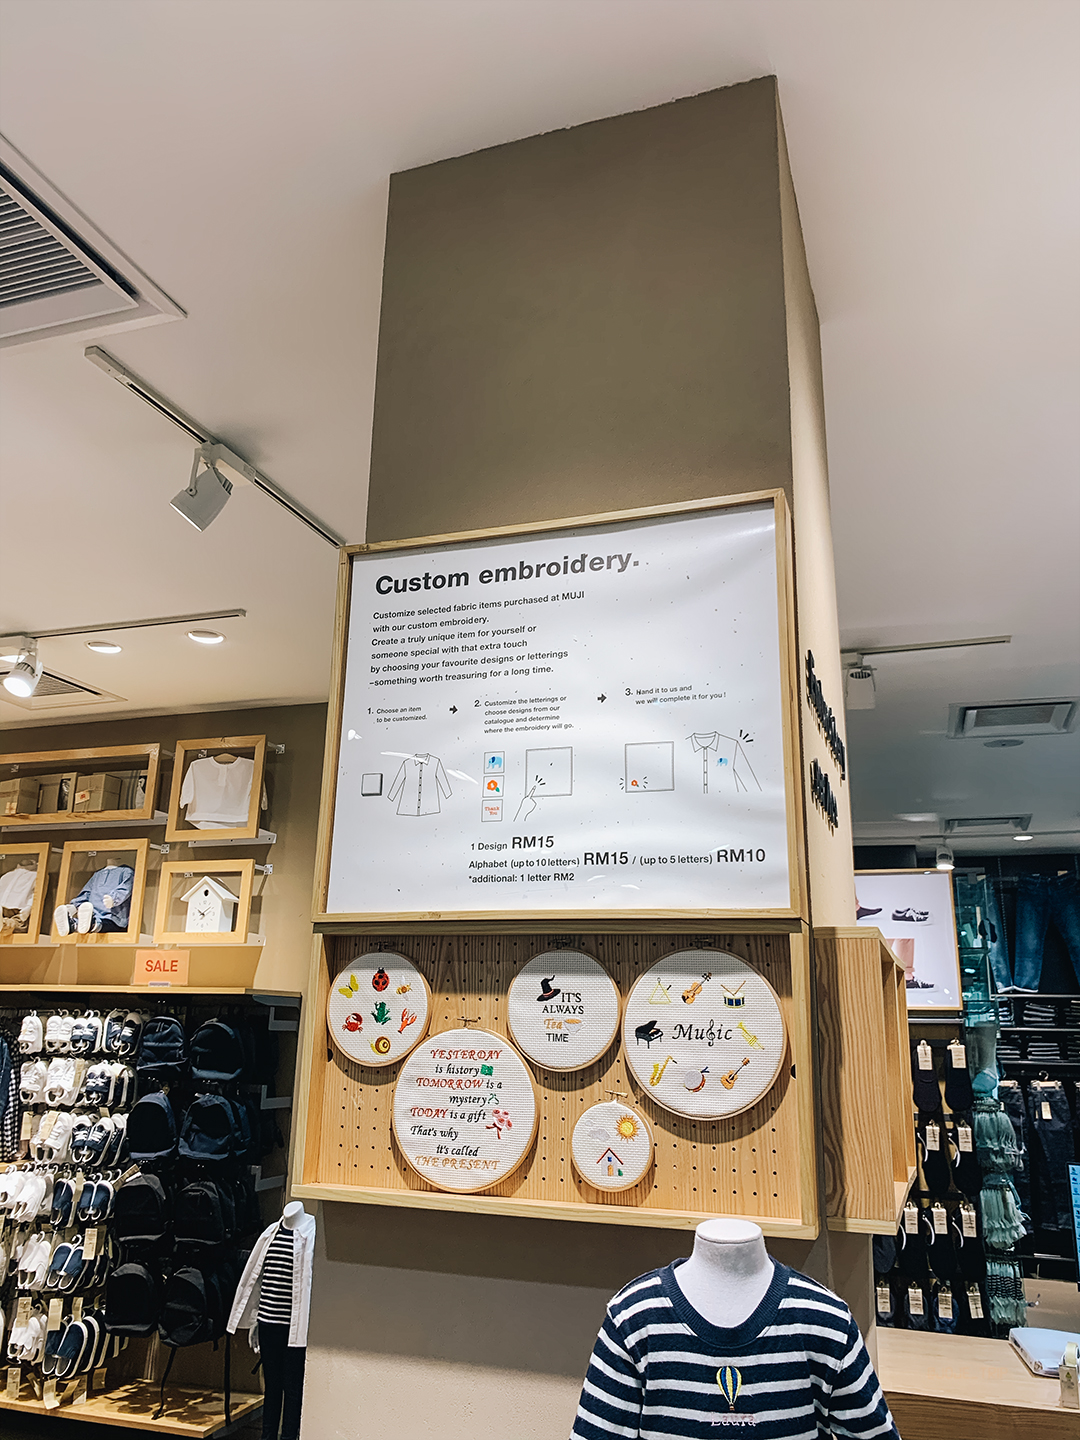 Custom embroidery.
Customize selected fabric items purchased at MUJI
with our custom embroidery.
Create a truly unique item for yourself or
someone special with that extra touch
by choosing your favourite designs or letterings
–something worth treasuring for a long time.
1. Choose an item
to be customized.
2. Customize the letterings or
choose designs from our
catalogue and determine
where the embroidery will go.
3. Hand it to us and
we will complete it for you!
Thank
You
1 Design RM15
Alphabet (up to 10 letters) RM15 / (up to 5 letters) RM10
*additional: 1 letter RM2
SALE
IT'S
ALWAYS
Tea
TIME
Music
YESTERDAY
is history
TOMORROW is a
mystery
TODAY is a gift
That's why
it's called
THE PRESENT
Laura